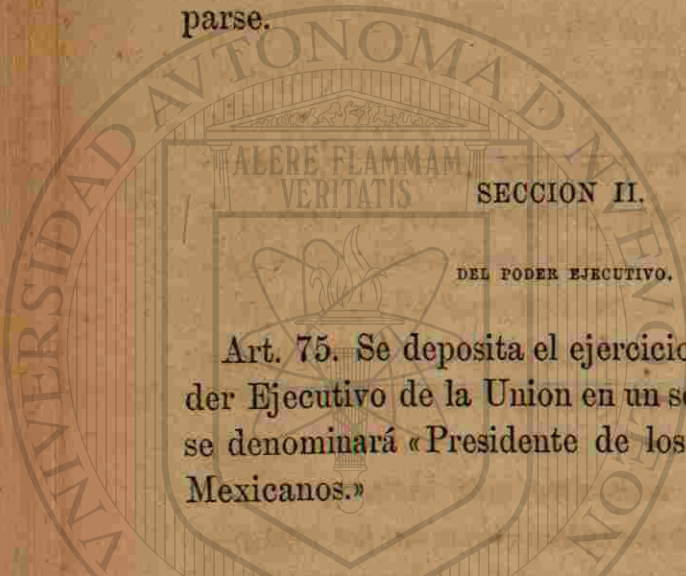 parse.
SECCION II.
DEL PODER EJECUTIVO.
Art. 75. Se deposita el ejercicio
der Ejecutivo de la Union en un
se denominará «Presidente de los
Mexicanos.»
ALERE FLAMMAM
VERITATIS